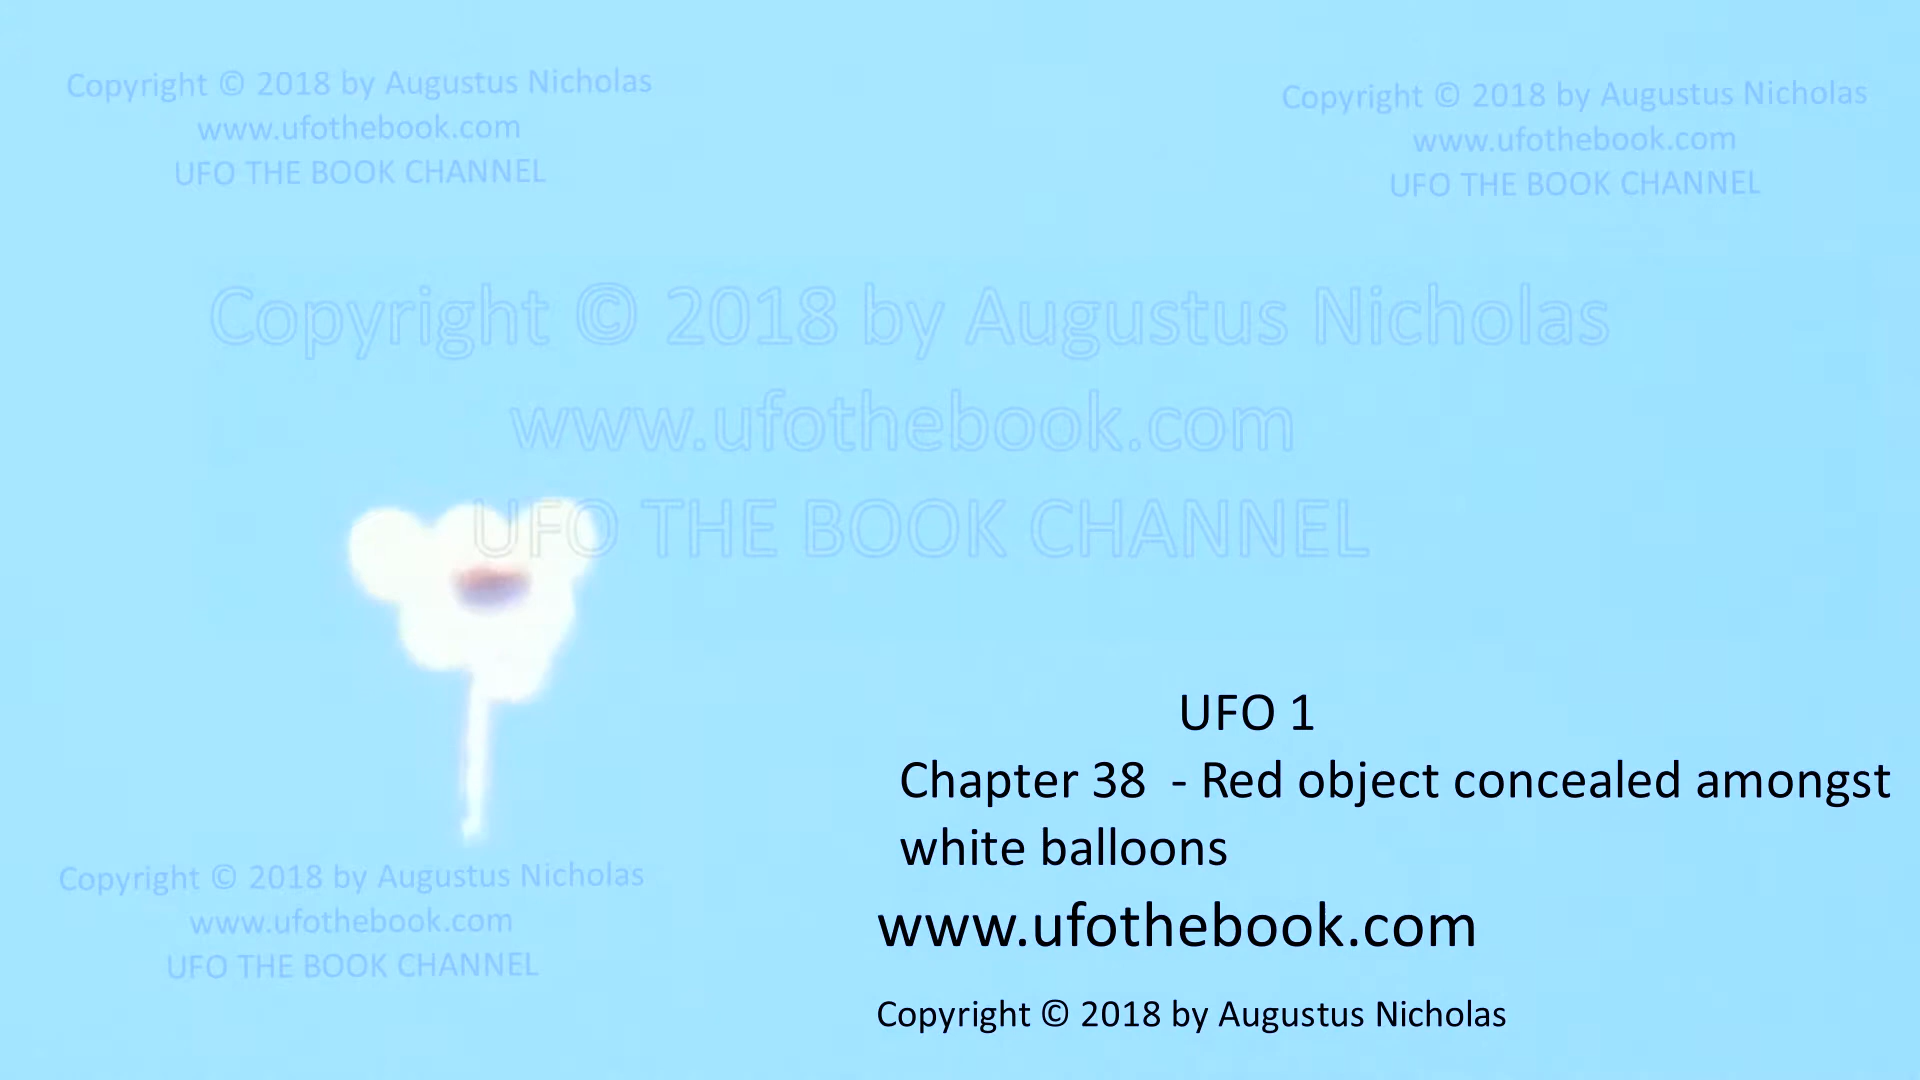 Copyright © 2018 by Augustus Nicholas
www.ufothebook.com
UFO THE BOOK CHANNEL
Copyright © 2018 by Augustus Nicholas
www.ufothebook.com
UFO THE BOOK CHANNEL
Copyright © 2018 by Augustus Nicholas
www.ufothebook.com
UFO THE BOOK CHANNEL
UFO 1
Chapter 38 - Red object concealed amongst
white balloons
www.ufothebook.com
Copyright © 2018 by Augustus Nicholas
Copyright © 2018 by Augustus Nicholas
www.ufothebook.com
UFO THE BOOK CHANNEL